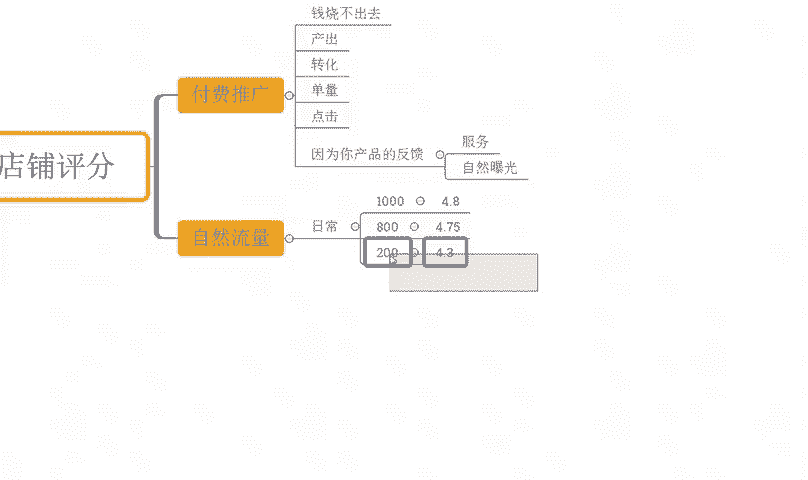 店铺评分
付费推广
钱烧不出去
产出
转化
单量
点击
因为你产品的反馈
服务
自然曝光
自然流量
日常
1000 4.8
800 4.75
200 4.3